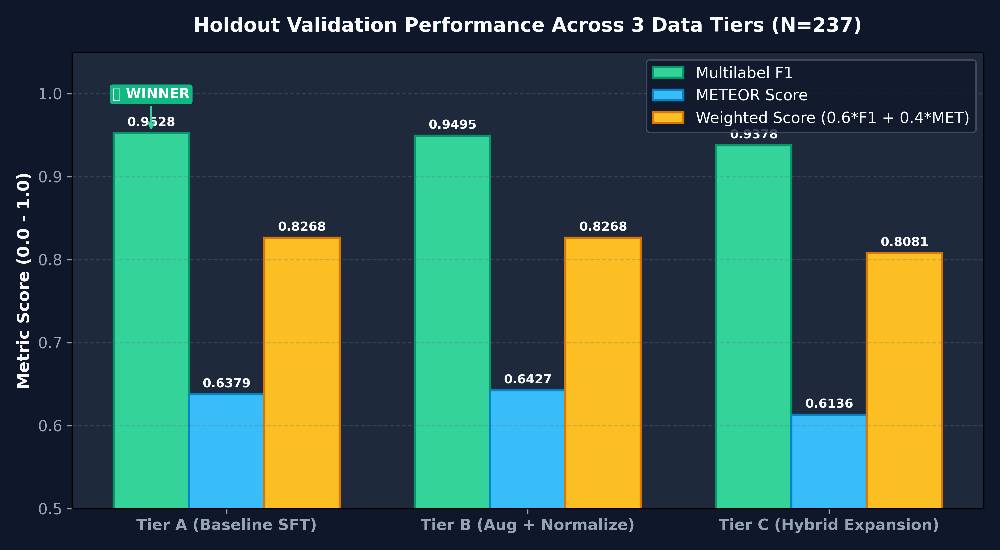 Holdout Validation Performance Across 3 Data Tiers (N=237)
Multilabel F1
METEOR Score
Weighted Score (0.6*F1 + 0.4*MET)
WINNER
Metric Score (0.0 - 1.0)
1.0
0.9
0.8
0.7
0.6
0.5
0.9528
0.6379
0.8268
0.9495
0.6427
0.8268
0.9378
0.6136
0.8081
Tier A (Baseline SFT)
Tier B (Aug + Normalize)
Tier C (Hybrid Expansion)